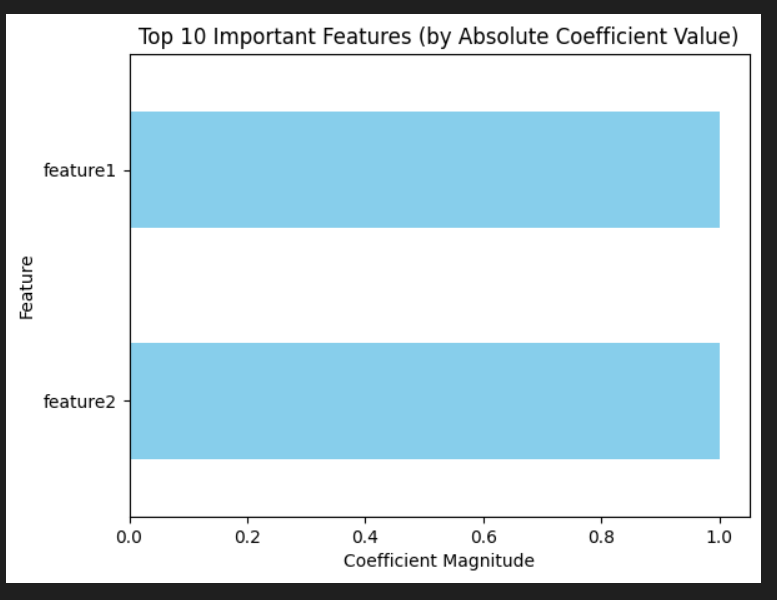 Top 10 Important Features (by Absolute Coefficient Value)
feature1
Feature
feature2
0.0 0.2 0.4 0.6 0.8 1.0
Coefficient Magnitude